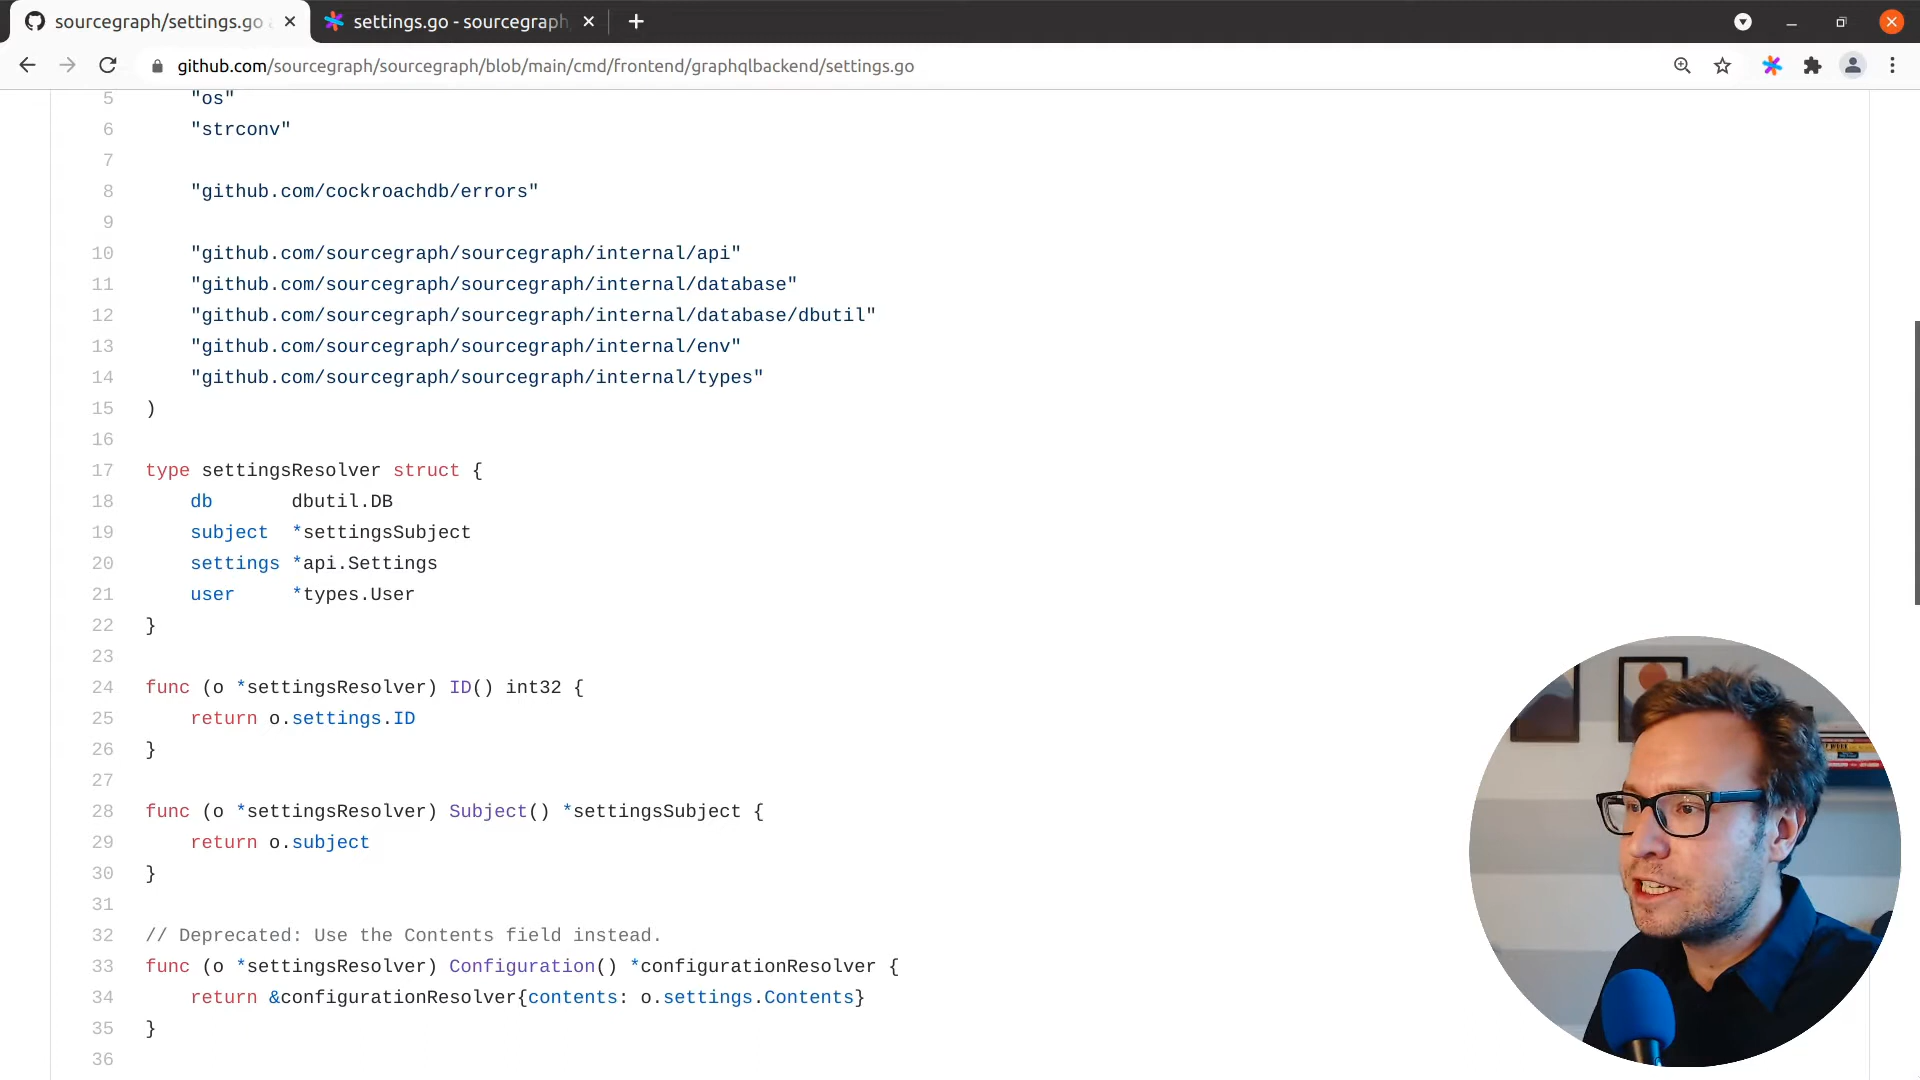 sourcegraph/settings.go
settings.go - sourcegraph
github.com/sourcegraph/sourcegraph/blob/main/cmd/frontend/graphqlbackend/settings.go
5 "os"
6 "strconv"
7
8 "github.com/cockroachdb/errors"
9
10 "github.com/sourcegraph/sourcegraph/internal/api"
11 "github.com/sourcegraph/sourcegraph/internal/database"
12 "github.com/sourcegraph/sourcegraph/internal/database/dbutil"
13 "github.com/sourcegraph/sourcegraph/internal/env"
14 "github.com/sourcegraph/sourcegraph/internal/types"
15 )
16
17 type settingsResolver struct {
18 db dbutil.DB
19 subject *settingsSubject
20 settings *api.Settings
21 user *types.User
22 }
23
24 func (o *settingsResolver) ID() int32 {
25 return o.settings.ID
26 }
27
28 func (o *settingsResolver) Subject() *settingsSubject {
29 return o.subject
30 }
31
32 // Deprecated: Use the Contents field instead.
33 func (o *settingsResolver) Configuration() *configurationResolver {
34 return &configurationResolver{contents: o.settings.Contents}
35 }
36